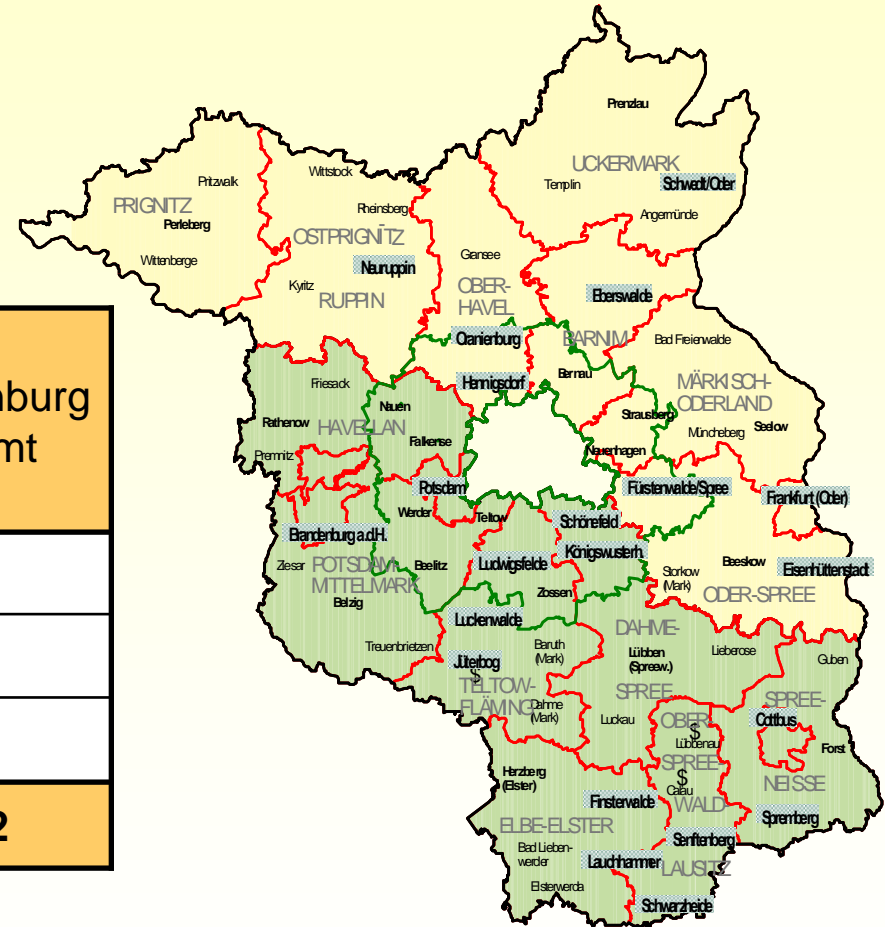 nburg
mt
2
Prenzlau
UCKERMARK
Templin
Schwedt/Oder
Angermünde
Pritzwalk
PRIGNITZ
Perleberg
Wittenberge
Wittstock
Rheinsberg
OSTPRIGNITZ
Neuruppin
Kyritz
RUPPIN
Gransee
OBER-
HAVEL
Eberswalde
BARNIM
Oranienburg
Bad Freienwalde
Hennigsdorf
Bernau
MÄRKISCH-
ODERLAND
Strausberg
Müncheberg
Seelow
Neuenhagen
Friesack
Nauen
Rathenow
HAVELLAN
Falkense
Premnitz
Potsdam
Fürstenwalde/Spree
Frankfurt (Oder)
Werder
Teltow
Schönefeld
Brandenburg a.d.H.
Königswusterh.
Ziesar
POTSDAM
MITTELMARK
Beelitz
Ludwigsfelde
Storkow
(Mark)
Beeskow
Eisenhüttenstadt
Belzig
Zossen
ODER-SPREE
Luckenwalde
DAHME-
Treuenbrietzen
Baruth
(Mark)
Lübben
(Spreew.)
Lieberose
Guben
Jüterbog
$
TELTOW-
FLÄMING
Dahme
(Mark)
SPREE
Luckau
SPREE-
Cottbus
OBER-
$
Lübbenau
Forst
SPREE-
$
Calau
WALD-
NEISSE
Herzberg
(Elster)
Finsterwalde
Spremberg
ELBE-ELSTER
Senftenberg
Bad Lieben-
werder
Lauchhammer
LAUSITZ
Elsterwerda
Schwarzheide